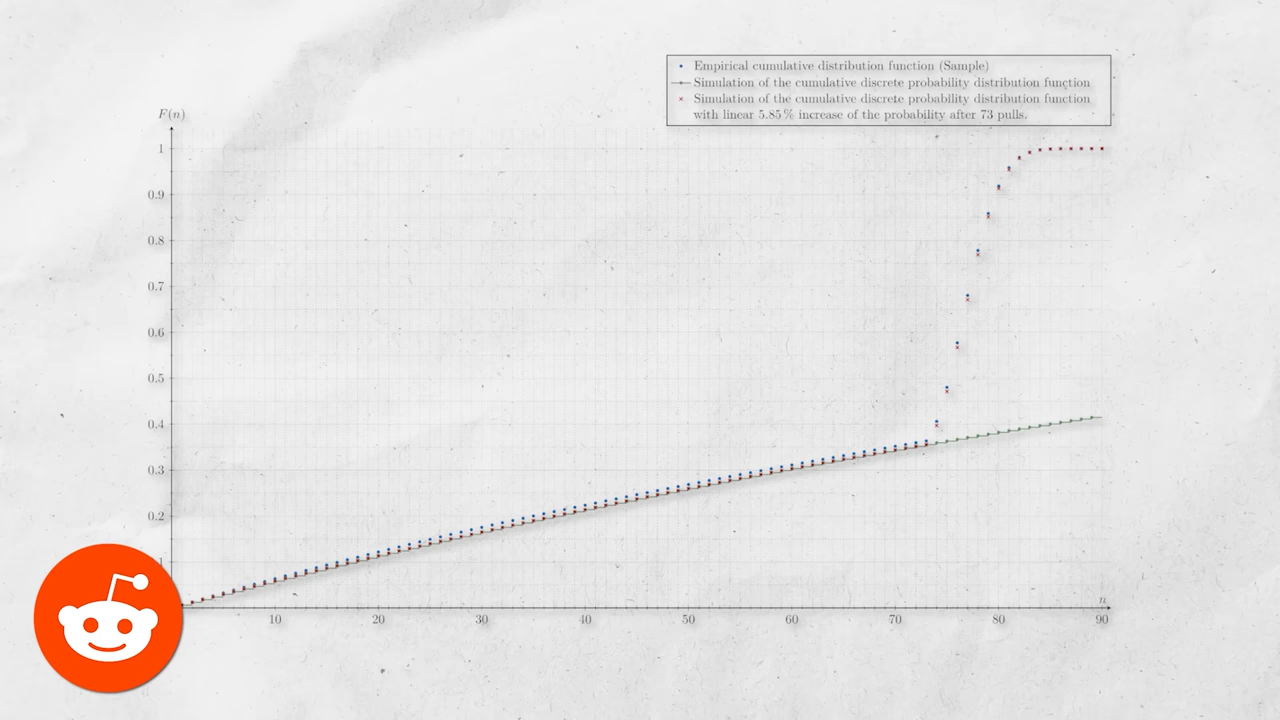 Empirical cumulative distribution function (Sample)
Simulation of the cumulative discrete probability distribution function
Simulation of the cumulative discrete probability distribution function
with linear 5.85 % increase of the probability after 73 pulls.
F(n)
1
0.9
0.8
0.7
0.6
0.5
0.4
0.3
0.2
n
10 20 30 40 50 60 70 80 90